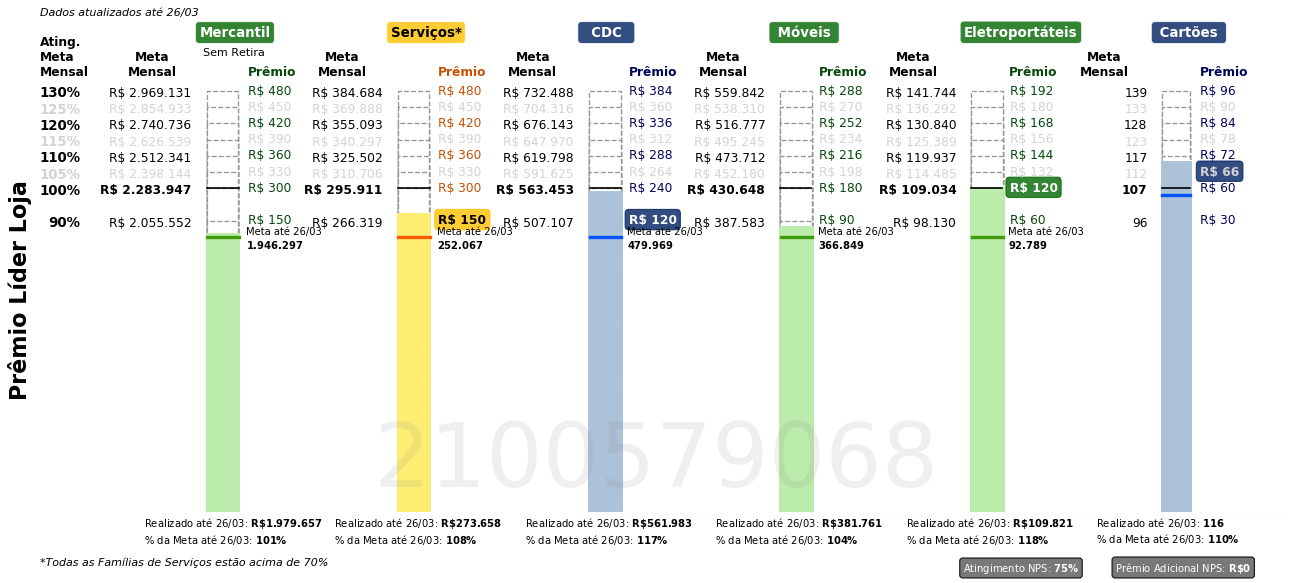 Dados atualizados até 26/03
Mercantil Serviços* CDC Móveis Eletroportáteis Cartões
Sem Retira
Ating. Meta Mensal Meta Mensal Prêmio Meta Mensal Prêmio Meta Mensal Prêmio Meta Mensal Prêmio Meta Mensal Prêmio Meta Mensal Prêmio
130% R$ 2.969.131 R$ 480 R$ 384.684 R$ 480 R$ 732.488 R$ 384 R$ 559.842 R$ 288 R$ 141.744 R$ 192 139 R$ 96
125% R$ 2.854.933 R$ 450 R$ 369.888 R$ 450 R$ 704.316 R$ 360 R$ 538.310 R$ 270 R$ 136.292 R$ 180 133 R$ 90
120% R$ 2.740.736 R$ 420 R$ 355.093 R$ 420 R$ 676.143 R$ 336 R$ 516.777 R$ 252 R$ 130.840 R$ 168 128 R$ 84
115% R$ 2.626.539 R$ 390 R$ 340.297 R$ 390 R$ 647.970 R$ 312 R$ 495.245 R$ 234 R$ 125.389 R$ 156 123 R$ 78
110% R$ 2.512.341 R$ 360 R$ 325.502 R$ 360 R$ 619.798 R$ 288 R$ 473.712 R$ 216 R$ 119.937 R$ 144 117 R$ 72
105% R$ 2.398.144 R$ 330 R$ 310.706 R$ 330 R$ 591.625 R$ 264 R$ 452.180 R$ 198 R$ 114.485 R$ 132 112 R$ 66
100% R$ 2.283.947 R$ 300 R$ 295.911 R$ 300 R$ 563.453 R$ 240 R$ 430.648 R$ 180 R$ 109.034 R$ 120 107 R$ 60
90% R$ 2.055.552 R$ 150 R$ 266.319 R$ 150 R$ 507.107 R$ 120 R$ 387.583 R$ 90 R$ 98.130 R$ 60 96 R$ 30
Meta até 26/03 Meta até 26/03 Meta até 26/03 Meta até 26/03 Meta até 26/03
1.946.297 252.067 479.969 366.849 92.789
Prêmio Líder Loja
2100579068
Realizado até 26/03: R$1.979.657 Realizado até 26/03: R$273.658 Realizado até 26/03: R$561.983 Realizado até 26/03: R$381.761 Realizado até 26/03: R$109.821 Realizado até 26/03: 116
% da Meta até 26/03: 101% % da Meta até 26/03: 108% % da Meta até 26/03: 117% % da Meta até 26/03: 104% % da Meta até 26/03: 118% % da Meta até 26/03: 110%
*Todas as Famílias de Serviços estão acima de 70%
Atingimento NPS: 75% Prêmio Adicional NPS: R$0